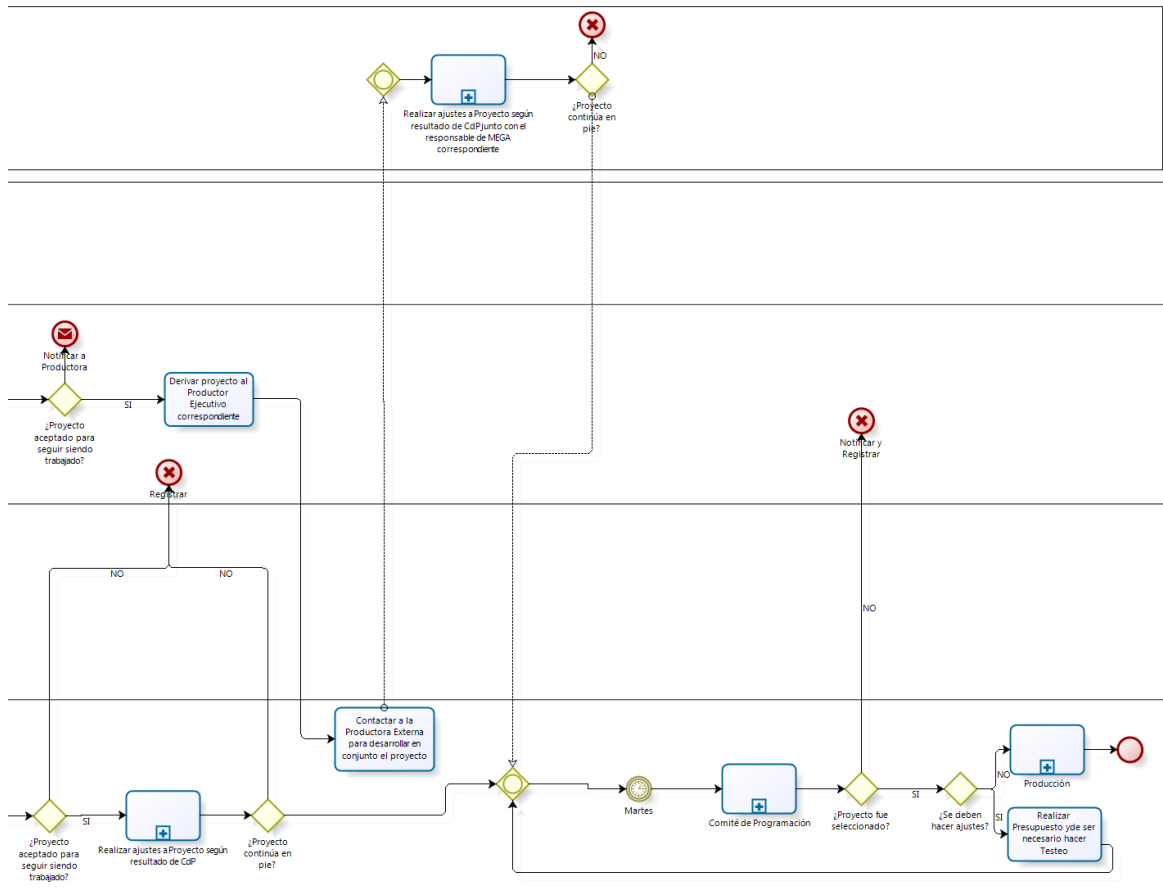 NO
Realizar ajustes a Proyecto según
resultado de CdP junto con el
responsable de MEGA
correspondiente
¿Proyecto
continúa en
pie?
Notificar a
Productora
SI
¿Proyecto
aceptado para
seguir siendo
trabajado?
Derivar proyecto al
Productor
Ejecutivo
correspondiente
Registrar
NO
NO
Notificar y
Registrar
NO
Contactar a la
Productora Externa
para desarrollar en
conjunto el proyecto
SI
¿Proyecto
aceptado para
seguir siendo
trabajado?
Realizar ajustes a Proyecto según
resultado de CdP
¿Proyecto
continúa en
pie?
Martes
Comité de Programación
¿Proyecto fue
seleccionado?
SI
¿Se deben
hacer ajustes?
NO
Producción
SI
Realizar
Presupuesto yde ser
necesario hacer
Testeo